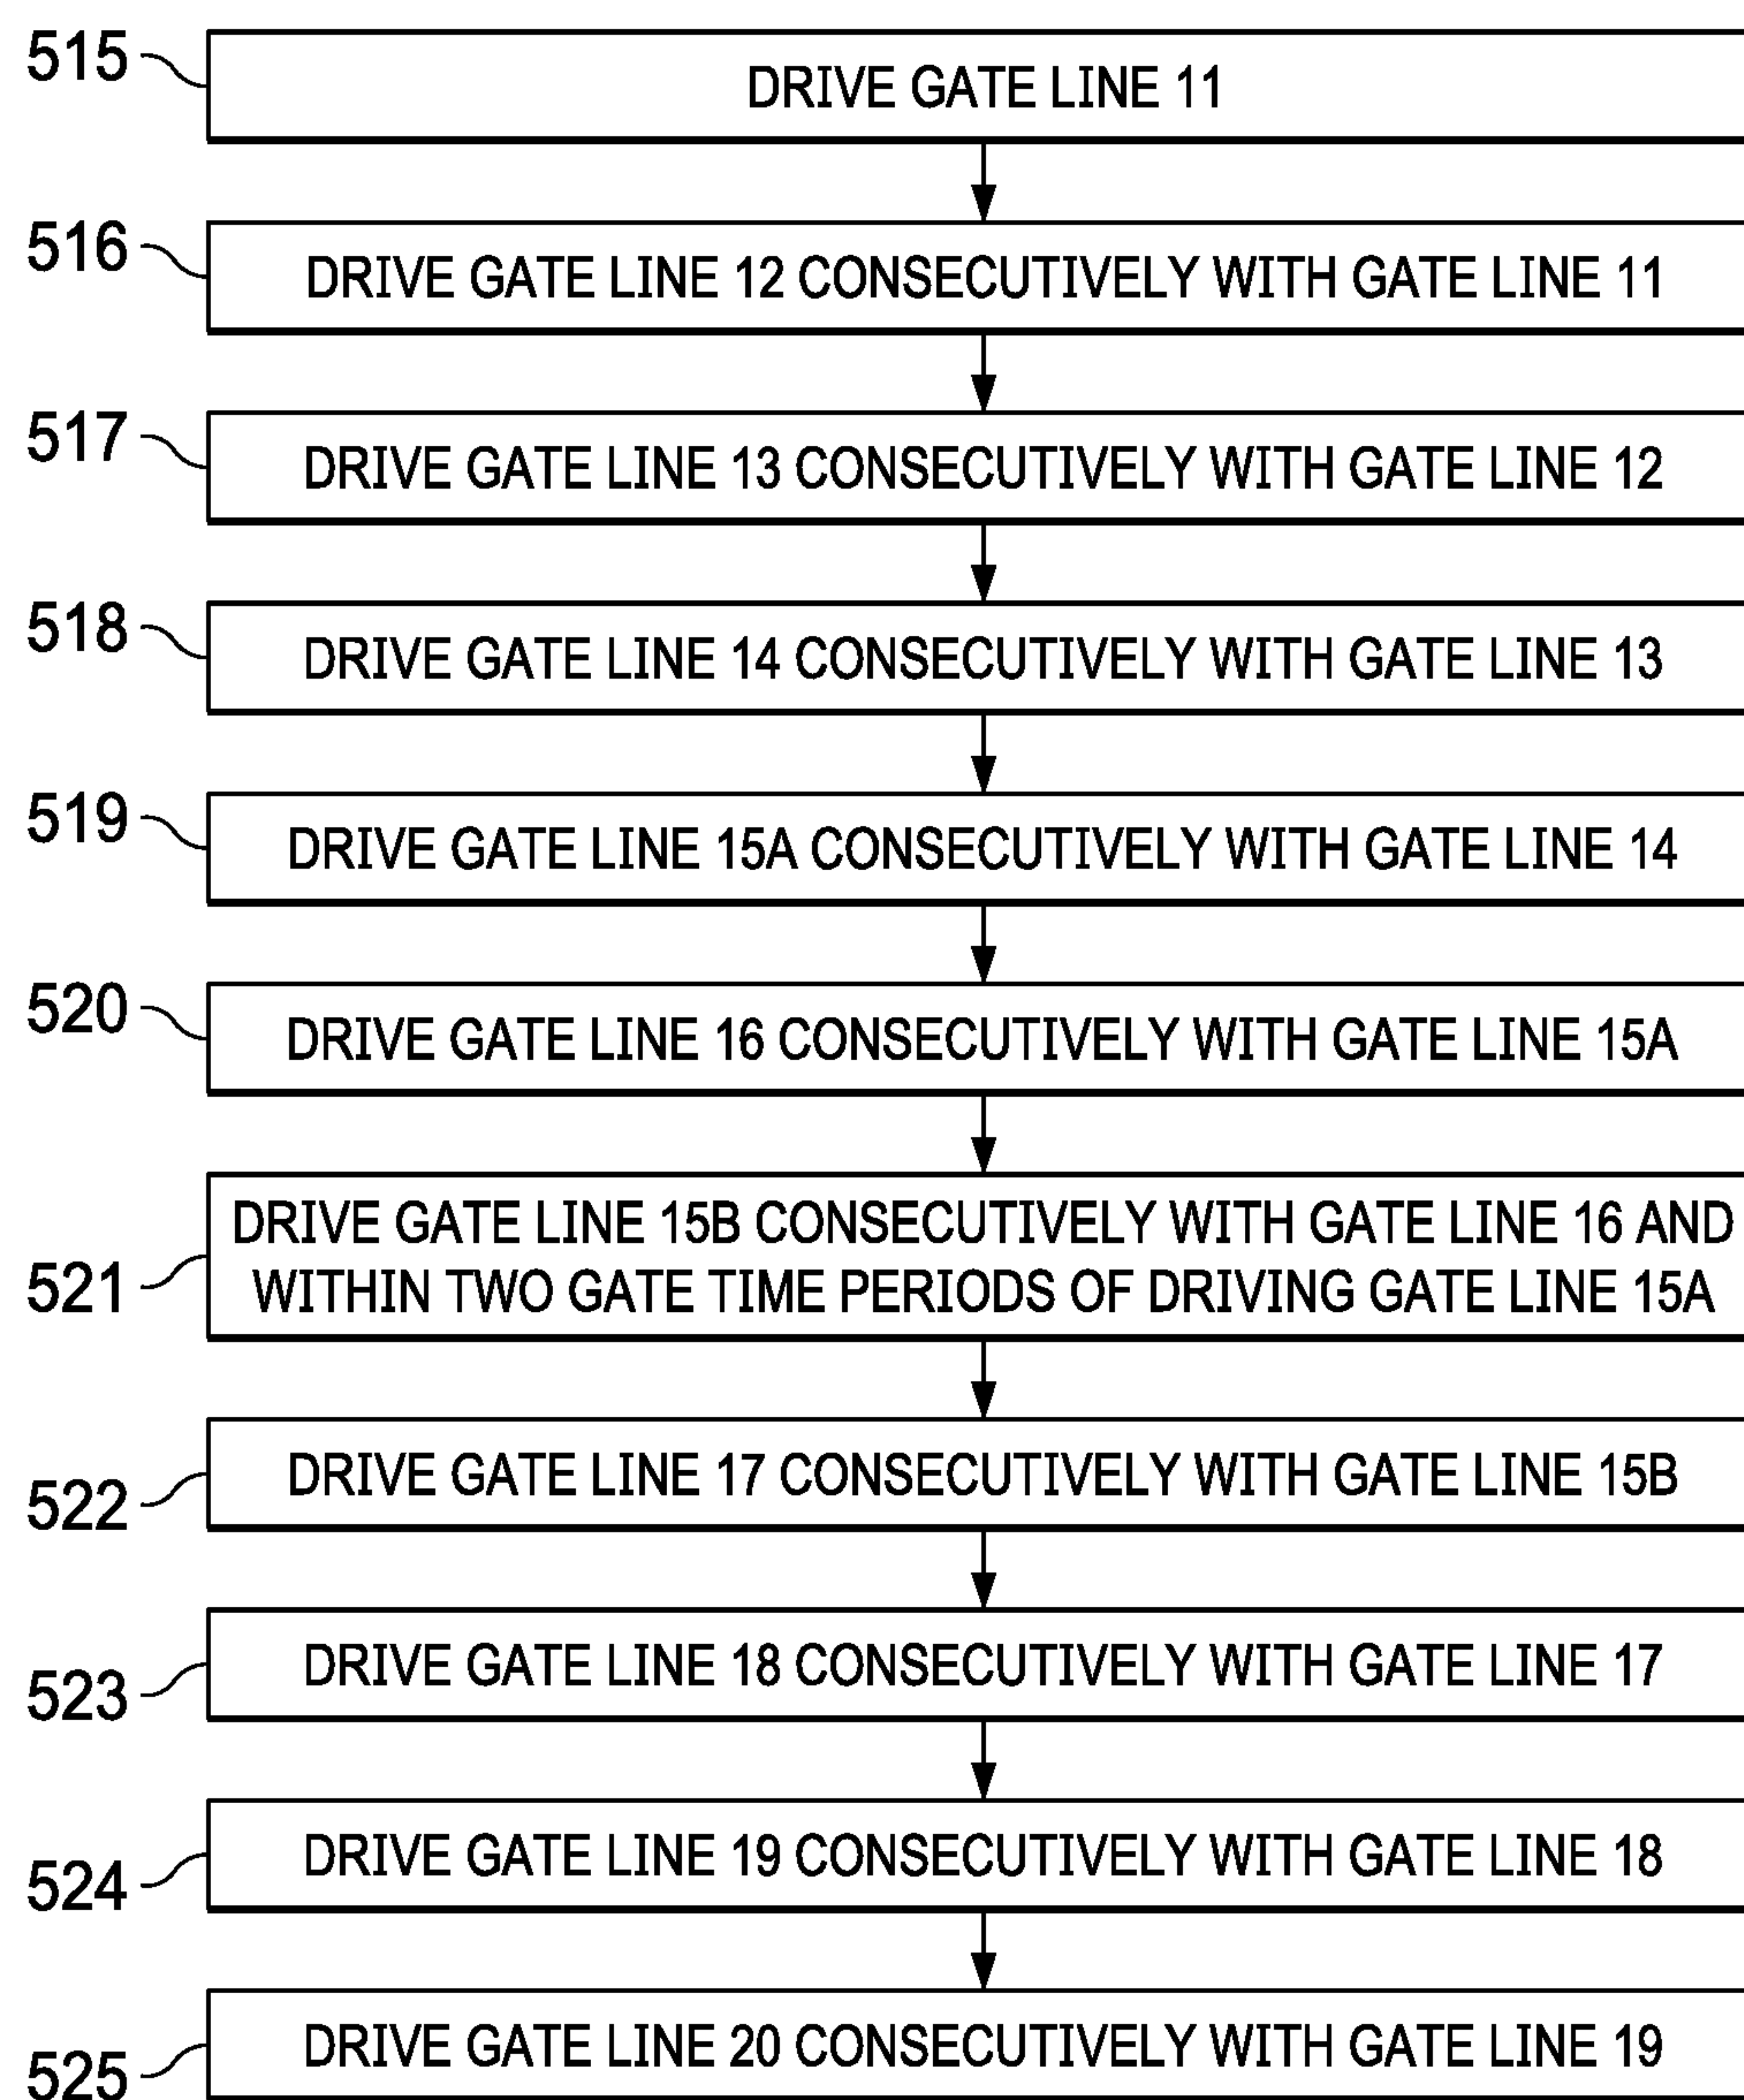 515
DRIVE GATE LINE 11
516
DRIVE GATE LINE 12 CONSECUTIVELY WITH GATE LINE 11
517
DRIVE GATE LINE 13 CONSECUTIVELY WITH GATE LINE 12
518
DRIVE GATE LINE 14 CONSECUTIVELY WITH GATE LINE 13
519
DRIVE GATE LINE 15A CONSECUTIVELY WITH GATE LINE 14
520
DRIVE GATE LINE 16 CONSECUTIVELY WITH GATE LINE 15A
521
DRIVE GATE LINE 15B CONSECUTIVELY WITH GATE LINE 16 AND
WITHIN TWO GATE TIME PERIODS OF DRIVING GATE LINE 15A
522
DRIVE GATE LINE 17 CONSECUTIVELY WITH GATE LINE 15B
523
DRIVE GATE LINE 18 CONSECUTIVELY WITH GATE LINE 17
524
DRIVE GATE LINE 19 CONSECUTIVELY WITH GATE LINE 18
525
DRIVE GATE LINE 20 CONSECUTIVELY WITH GATE LINE 19